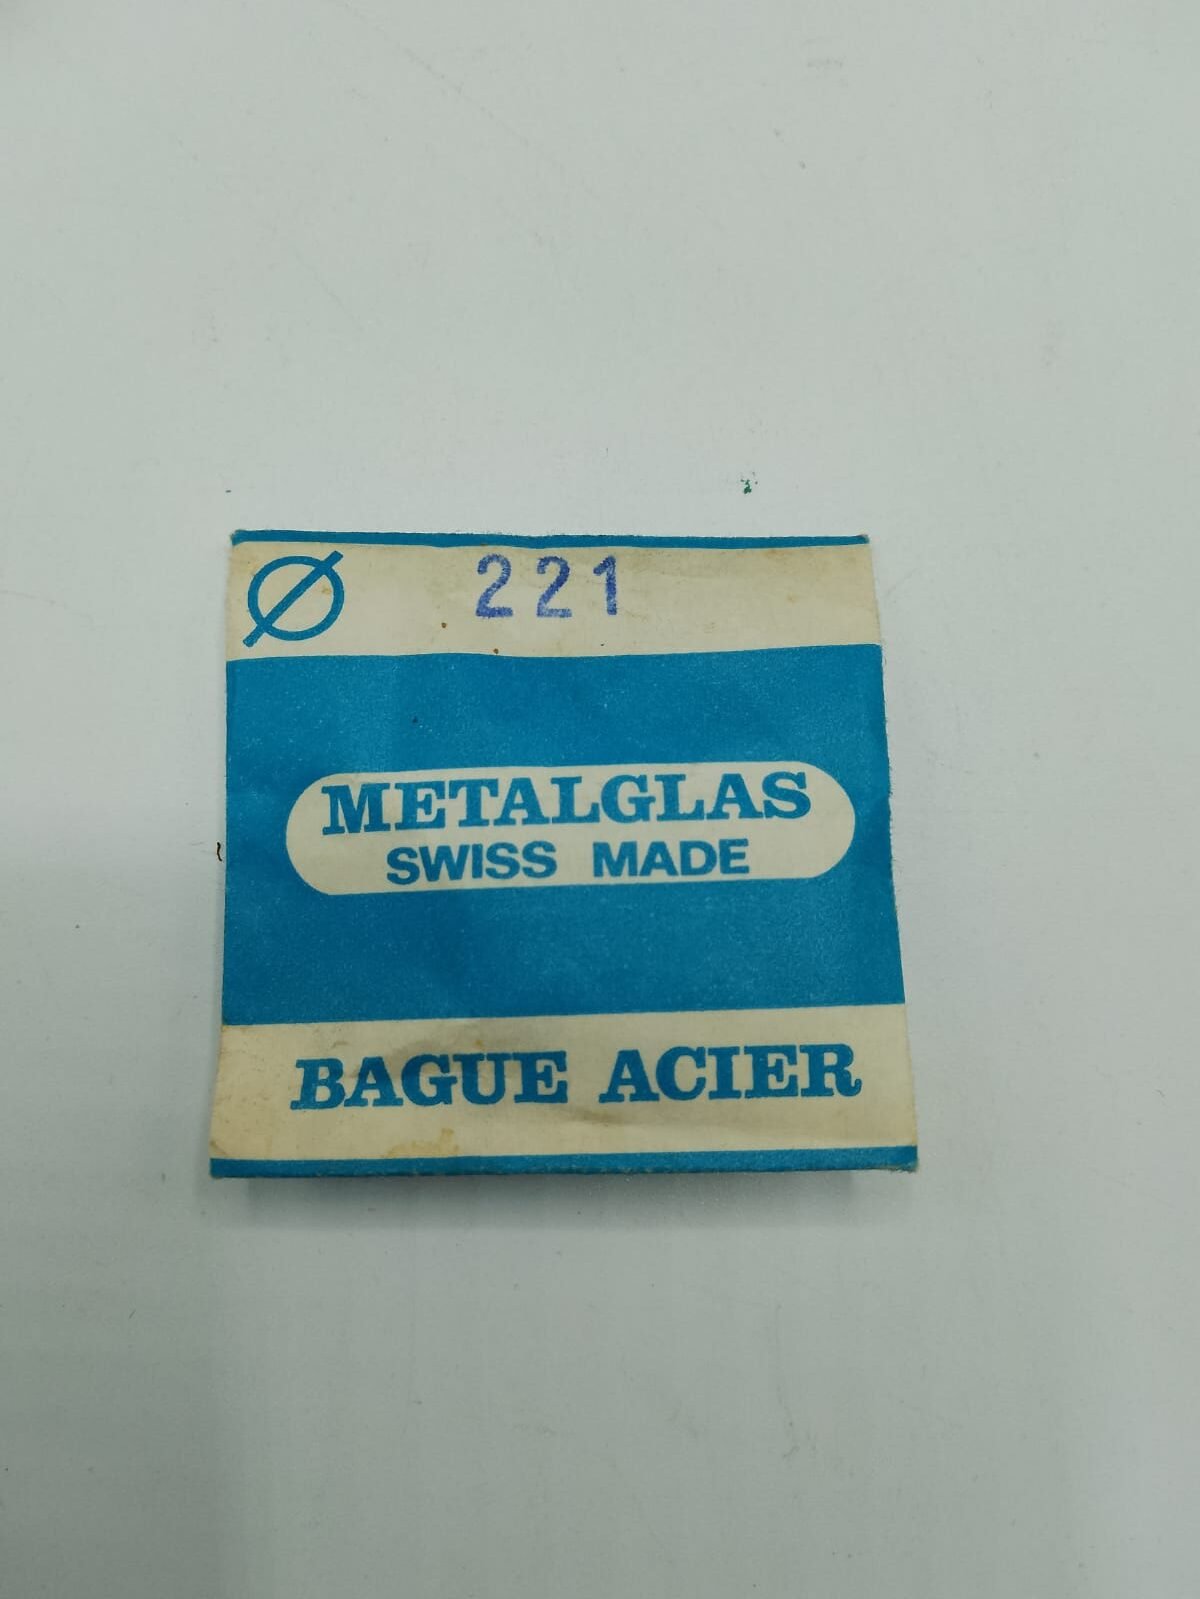 Ø 221
METALGLAS
SWISS MADE
BAGUE ACIER